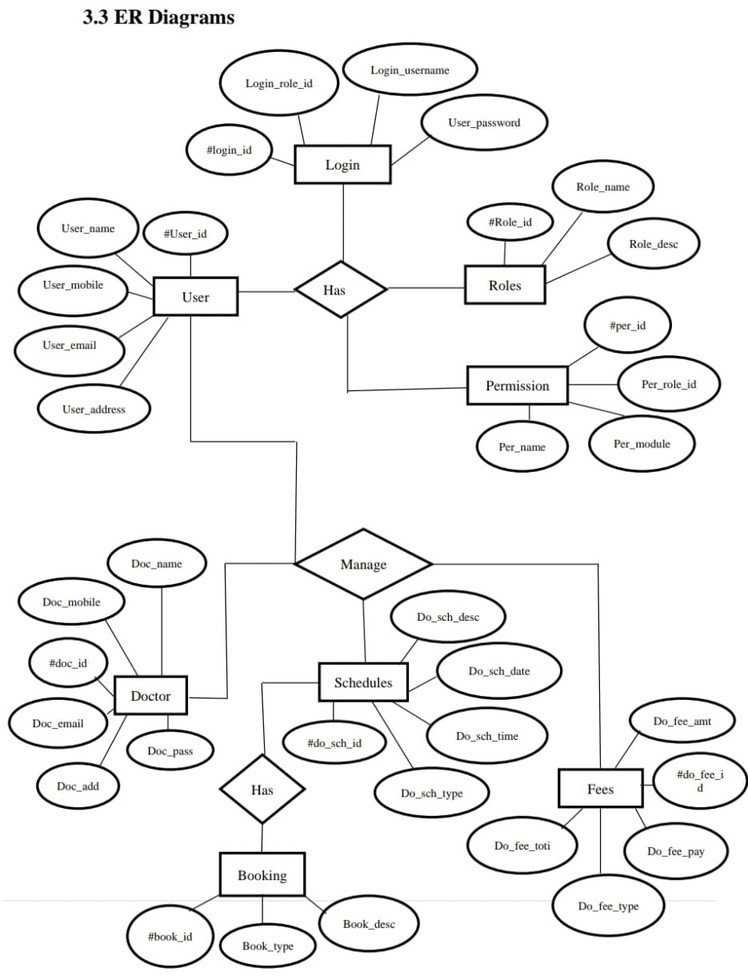 3.3 ER Diagrams
Login_role_id
Login_username
User_password
#login_id
Login
Role_name
#Role_id
Role_desc
User_name
#User_id
User_mobile
User
Has
Roles
#per_id
User_email
Permission
Per_role_id
User_address
Per_name
Per_module
Doc_name
Manage
Doc_mobile
Do_sch_desc
#doc_id
Schedules
Do_sch_date
Doctor
Doc_email
Doc_pass
#do_sch_id
Do_sch_time
Do_fee_amt
Doc_add
Has
Do_sch_type
Fees
#do_fee_i
d
Do_fee_toti
Do_fee_pay
Booking
Do_fee_type
#book_id
Book_type
Book_desc